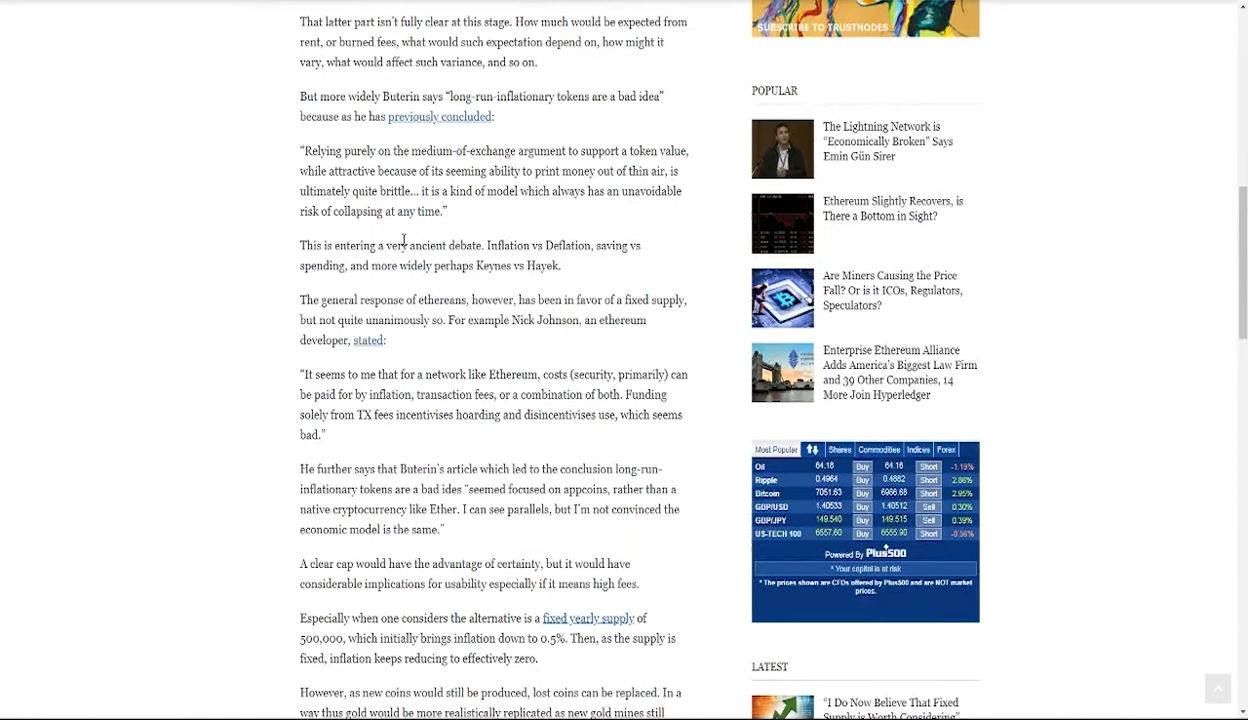 That latter part isn't fully clear at this stage. How much would be expected from
rent, or burned fees, what would such expectation depend on, how might it
vary, what would affect such variance, and so on.
But more widely Buterin says “long-run-inflationary tokens are a bad idea”
because as he has previously concluded:
“Relying purely on the medium-of-exchange argument to support a token value,
while attractive because of its seeming ability to print money out of thin air, is
ultimately quite brittle… it is a kind of model which always has an unavoidable
risk of collapsing at any time.”
This is entering a very ancient debate. Inflation vs Deflation, saving vs
spending, and more widely perhaps Keynes vs Hayek.
The general response of ethereans, however, has been in favor of a fixed supply,
but not quite unanimously so. For example Nick Johnson, an ethereum
developer, stated:
“It seems to me that for a network like Ethereum, costs (security, primarily) can
be paid for by inflation, transaction fees, or a combination of both. Funding
solely from TX fees incentivises hoarding and disincentivises use, which seems
bad.”
He further says that Buterin's article which led to the conclusion long-run-
inflationary tokens are a bad ides “seemed focused on appcoins, rather than a
native cryptocurrency like Ether. I can see parallels, but I'm not convinced the
economic model is the same.”
A clear cap would have the advantage of certainty, but it would have
considerable implications for usability especially if it means high fees.
Especially when one considers the alternative is a fixed yearly supply of
500,000, which initially brings inflation down to 0.5%. Then, as the supply is
fixed, inflation keeps reducing to effectively zero.
However, as new coins would still be produced, lost coins can be replaced. In a
way thus gold would be more realistically replicated as new gold mines still
SUBSCRIBE TO TRUSTNODES
POPULAR
The Lightning Network is
“Economically Broken” Says
Emin Gün Sirer
Ethereum Slightly Recovers, is
There a Bottom in Sight?
Are Miners Causing the Price
Fall? Or is it ICOs, Regulators,
Speculators?
Enterprise Ethereum Alliance
Adds America's Biggest Law Firm
and 39 Other Companies, 14
More Join Hyperledger
Most Popular Shares Commodities Indices Forex
Oil 64.18 Buy 64.16 Short -1.19%
Ripple 0.4964 Buy 0.4882 Short 2.86%
Bitcoin 7051.63 Buy 6986.68 Short 2.95%
GBP/USD 1.40533 Buy 1.40512 Sell 0.30%
GBP/JPY 149.540 Buy 149.515 Sell 0.39%
US-TECH 100 6557.60 Buy 6555.90 Short -0.56%
Powered By Plus500
* Your capital is at risk
* The prices shown are CFDs offered by Plus500 and are NOT market
prices.
LATEST
“I Do Now Believe That Fixed
Supply is Worth Considering”